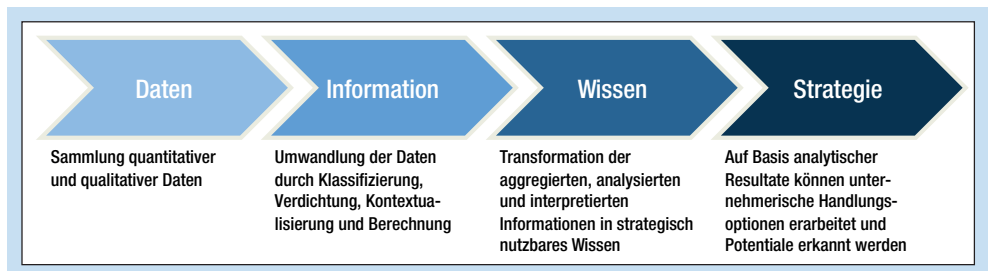 Daten
Information
Wissen
Strategie
Sammlung quantitativer
und qualitativer Daten
Umwandlung der Daten
durch Klassifizierung,
Verdichtung, Kontextua-
lisierung und Berechnung
Transformation der
aggregierten, analysierten
und interpretierten
Informationen in strategisch
nutzbares Wissen
Auf Basis analytischer
Resultate können unter-
nehmerische Handlungs-
optionen erarbeitet und
Potentiale erkannt werden